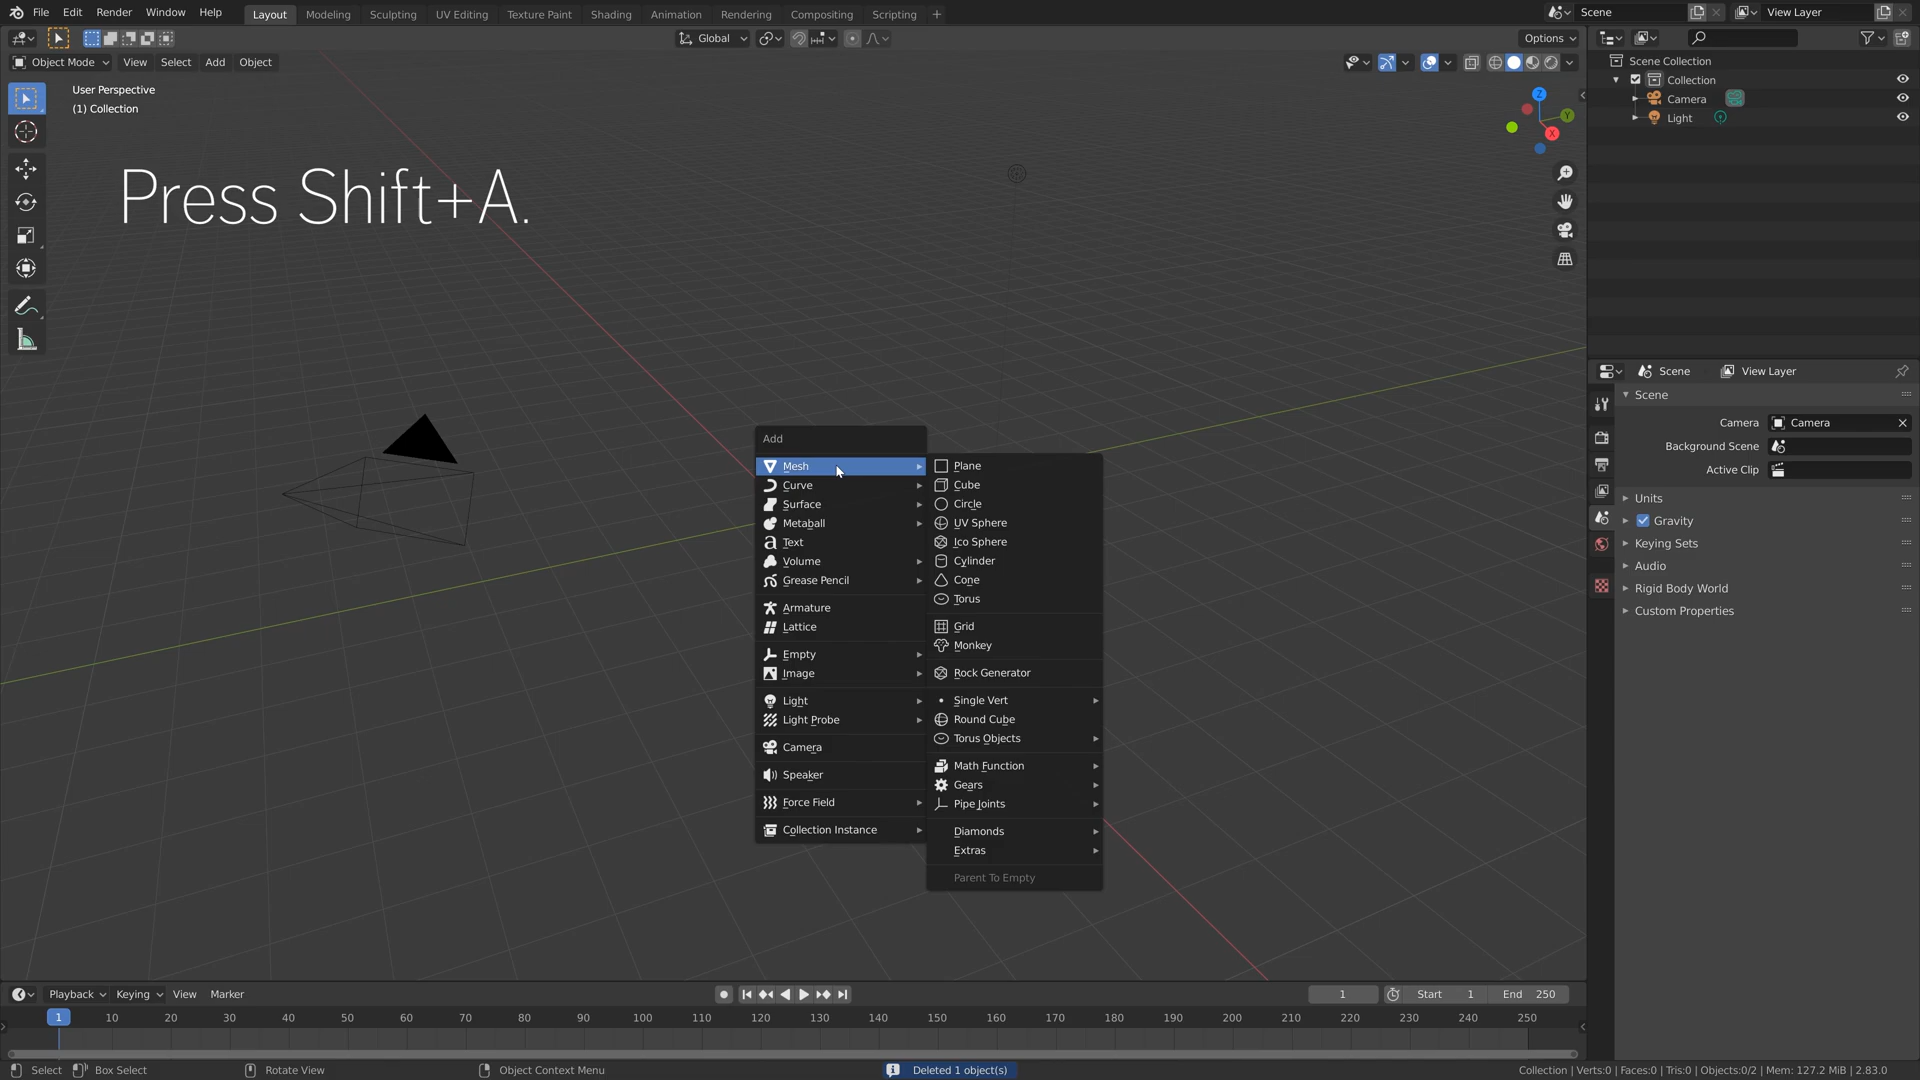 File Edit Render Window Help Layout Modeling Sculpting UV Editing Texture Paint Shading Animation Rendering Compositing Scripting + Scene View Layer
Global Options
Object Mode View Select Add Object
User Perspective
(1) Collection
Press Shift+A.
Z
Y
X
Scene Collection
Collection
Camera
Light
Scene View Layer
Scene
Camera Camera
Background Scene
Active Clip
Units
Gravity
Keying Sets
Audio
Rigid Body World
Custom Properties
Add
Mesh
Curve
Surface
Metaball
Text
Volume
Grease Pencil
Armature
Lattice
Empty
Image
Light
Light Probe
Camera
Speaker
Force Field
Collection Instance
Plane
Cube
Circle
UV Sphere
Ico Sphere
Cylinder
Cone
Torus
Grid
Monkey
Rock Generator
Single Vert
Round Cube
Torus Objects
Math Function
Gears
Pipe Joints
Diamonds
Extras
Parent To Empty
Playback Keying View Marker 1 Start 1 End 250
1 10 20 30 40 50 60 70 80 90 100 110 120 130 140 150 160 170 180 190 200 210 220 230 240 250
Select Box Select Rotate View Object Context Menu Deleted 1 object(s) Collection | Verts:0 | Faces:0 | Tris:0 | Objects:0/2 | Mem: 127.2 MiB | 2.83.0